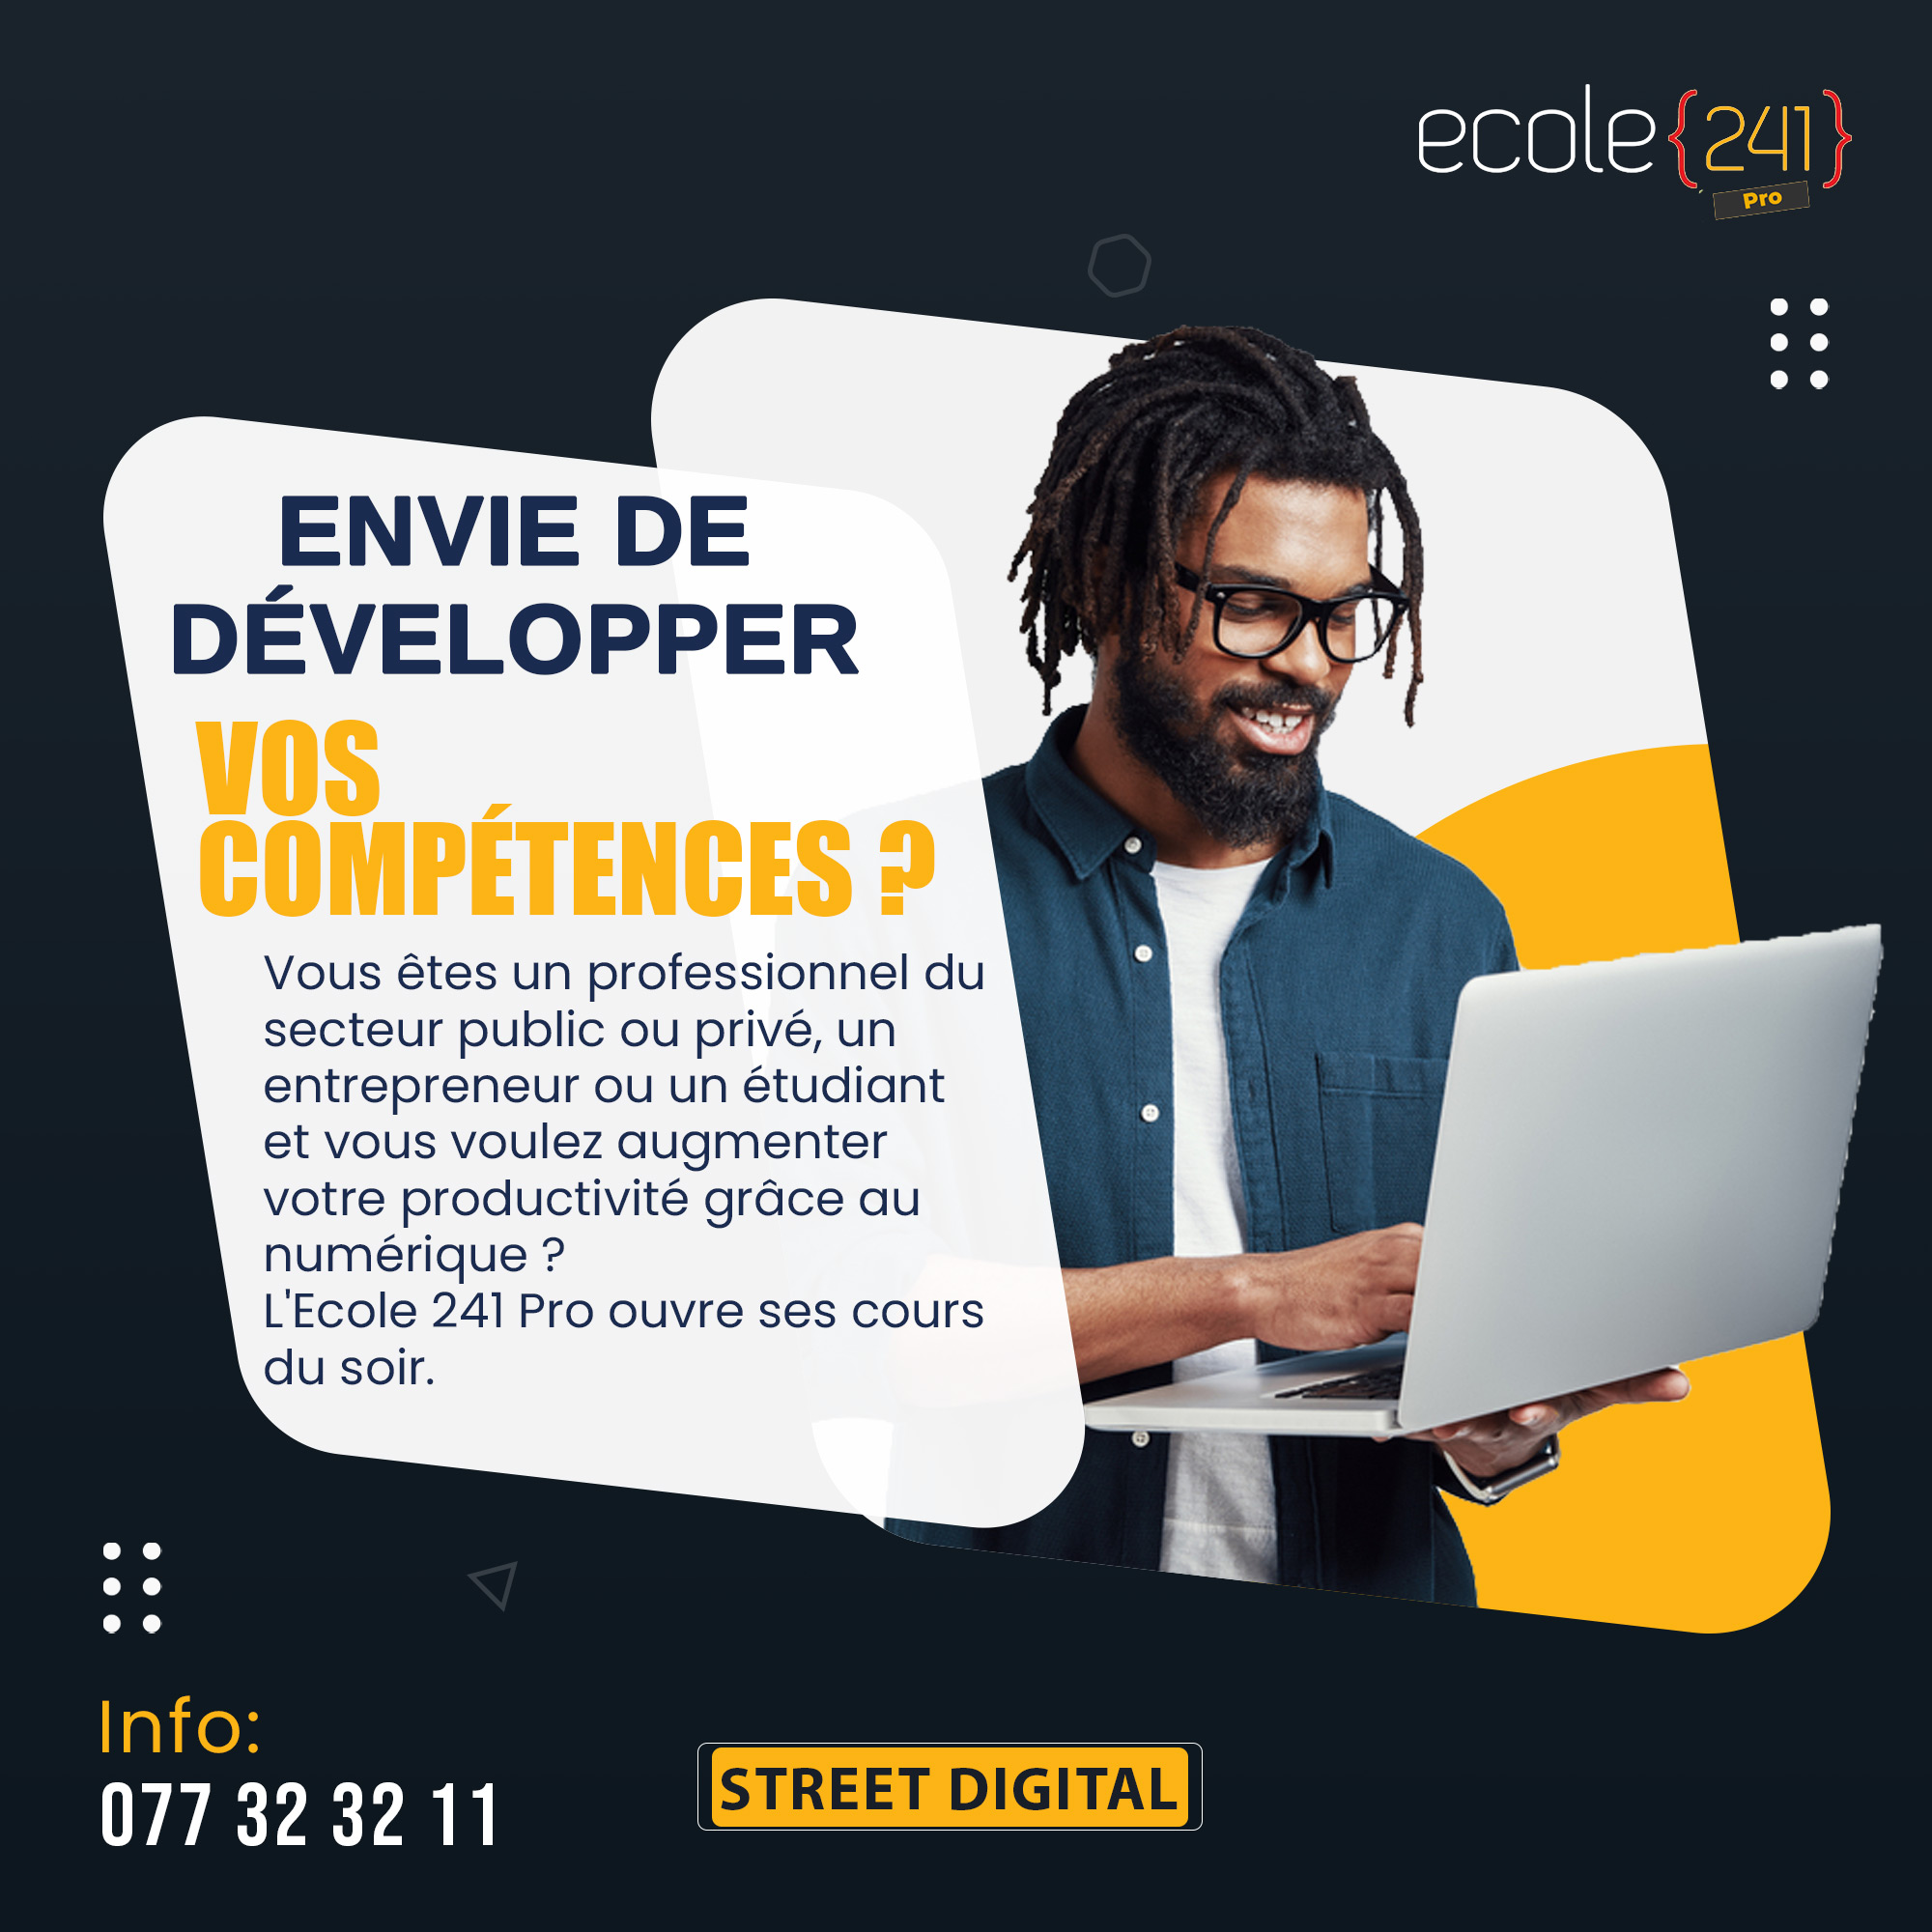 ecole{241}
Pro
ENVIE DE
DÉVELOPPER
VOS
COMPÉTENCES ?
Vous êtes un professionnel du
secteur public ou privé, un
entrepreneur ou un étudiant
et vous voulez augmenter
votre productivité grâce au
numérique ?
L'Ecole 241 Pro ouvre ses cours
du soir.
Info:
077 32 32 11
STREET DIGITAL